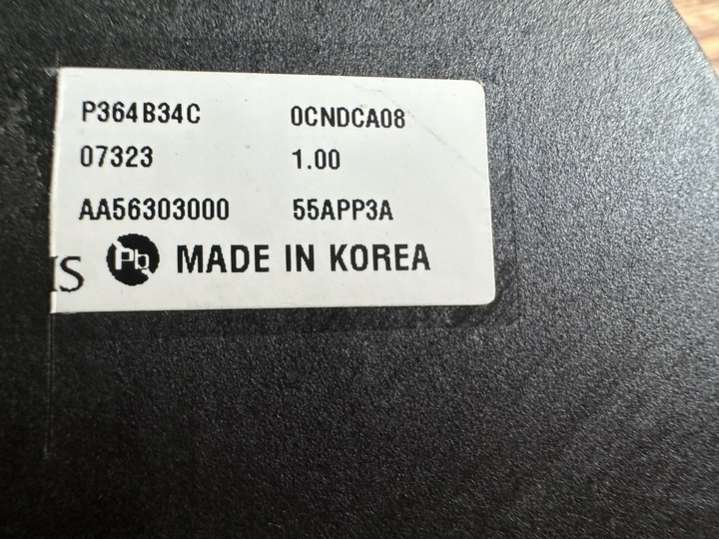 P364B34C 0CNDCA08
07323 1.00
AA56303000 55APP3A
Pb MADE IN KOREA